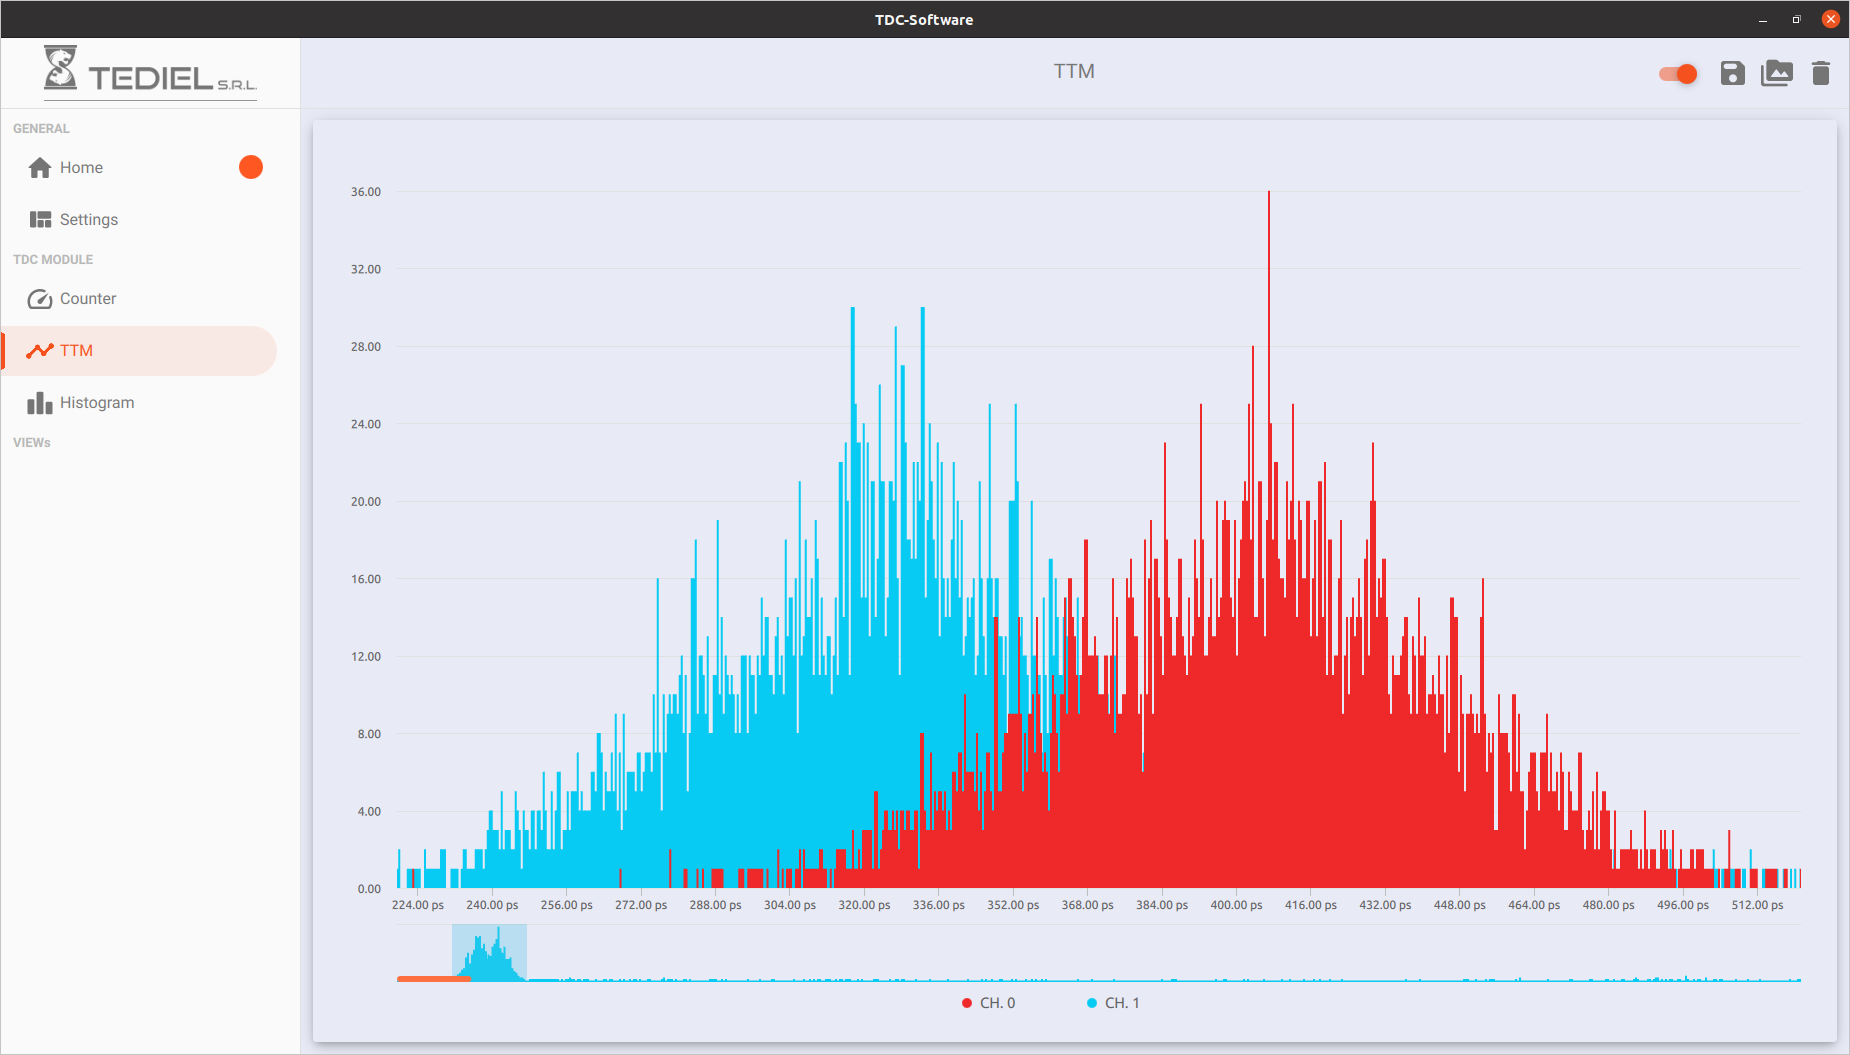 TDC-Software
TEDIEL S.R.L.
TTM
GENERAL
Home
Settings
TDC MODULE
Counter
TTM
Histogram
VIEWs
36.00
32.00
28.00
24.00
20.00
16.00
12.00
8.00
4.00
0.00
224.00 ps 240.00 ps 256.00 ps 272.00 ps 288.00 ps 304.00 ps 320.00 ps 336.00 ps 352.00 ps 368.00 ps 384.00 ps 400.00 ps 416.00 ps 432.00 ps 448.00 ps 464.00 ps 480.00 ps 496.00 ps 512.00 ps
CH. 0 CH. 1